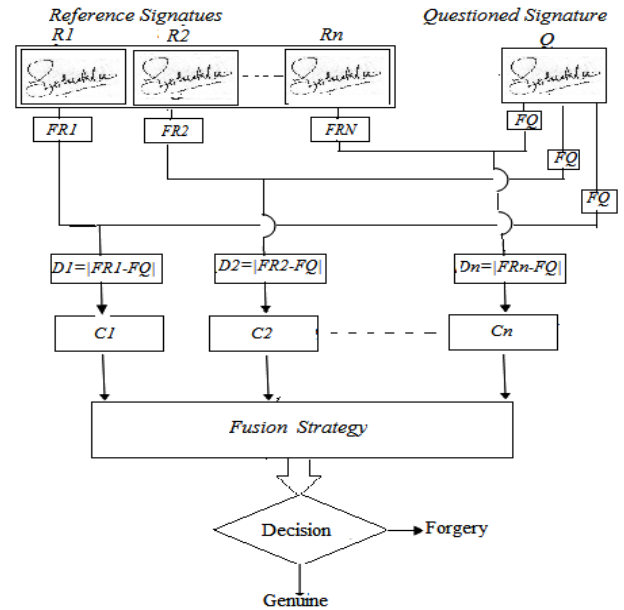 Reference Signatues Questioned Signature
R1 R2 Rn Q
FR1 FR2 FRN FQ
FQ
FQ
D1=|FR1-FQ| D2=|FR2-FQ| Dn=|FRn-FQ|
C1 C2 Cn
Fusion Strategy
Decision Forgery
Genuine